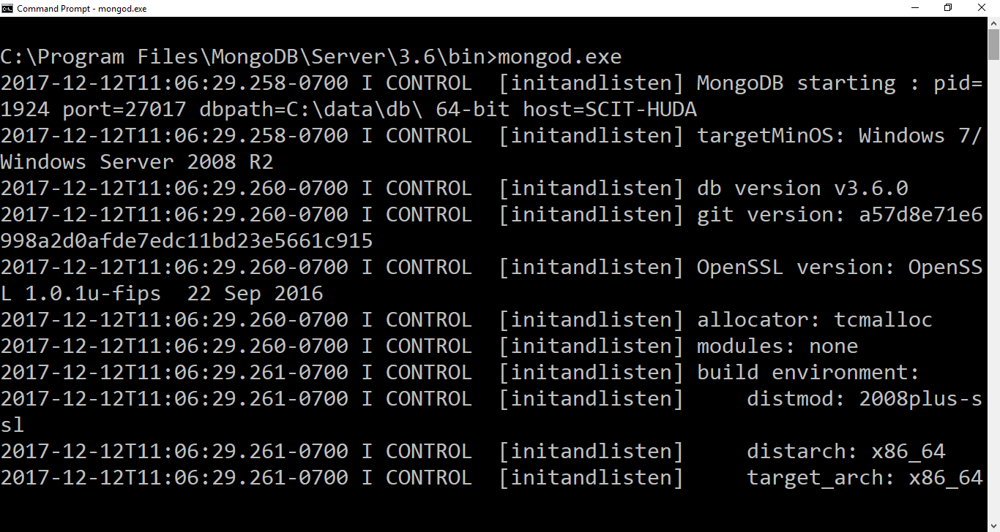 Command Prompt - mongod.exe
C:\Program Files\MongoDB\Server\3.6\bin>mongod.exe
2017-12-12T11:06:29.258-0700 I CONTROL  [initandlisten] MongoDB starting : pid=
1924 port=27017 dbpath=C:\data\db\ 64-bit host=SCIT-HUDA
2017-12-12T11:06:29.258-0700 I CONTROL  [initandlisten] targetMinOS: Windows 7/
Windows Server 2008 R2
2017-12-12T11:06:29.260-0700 I CONTROL  [initandlisten] db version v3.6.0
2017-12-12T11:06:29.260-0700 I CONTROL  [initandlisten] git version: a57d8e71e6
998a2d0afde7edc11bd23e5661c915
2017-12-12T11:06:29.260-0700 I CONTROL  [initandlisten] OpenSSL version: OpenSS
L 1.0.1u-fips  22 Sep 2016
2017-12-12T11:06:29.260-0700 I CONTROL  [initandlisten] allocator: tcmalloc
2017-12-12T11:06:29.260-0700 I CONTROL  [initandlisten] modules: none
2017-12-12T11:06:29.261-0700 I CONTROL  [initandlisten] build environment:
2017-12-12T11:06:29.261-0700 I CONTROL  [initandlisten]     distmod: 2008plus-s
sl
2017-12-12T11:06:29.261-0700 I CONTROL  [initandlisten]     distarch: x86_64
2017-12-12T11:06:29.261-0700 I CONTROL  [initandlisten]     target_arch: x86_64